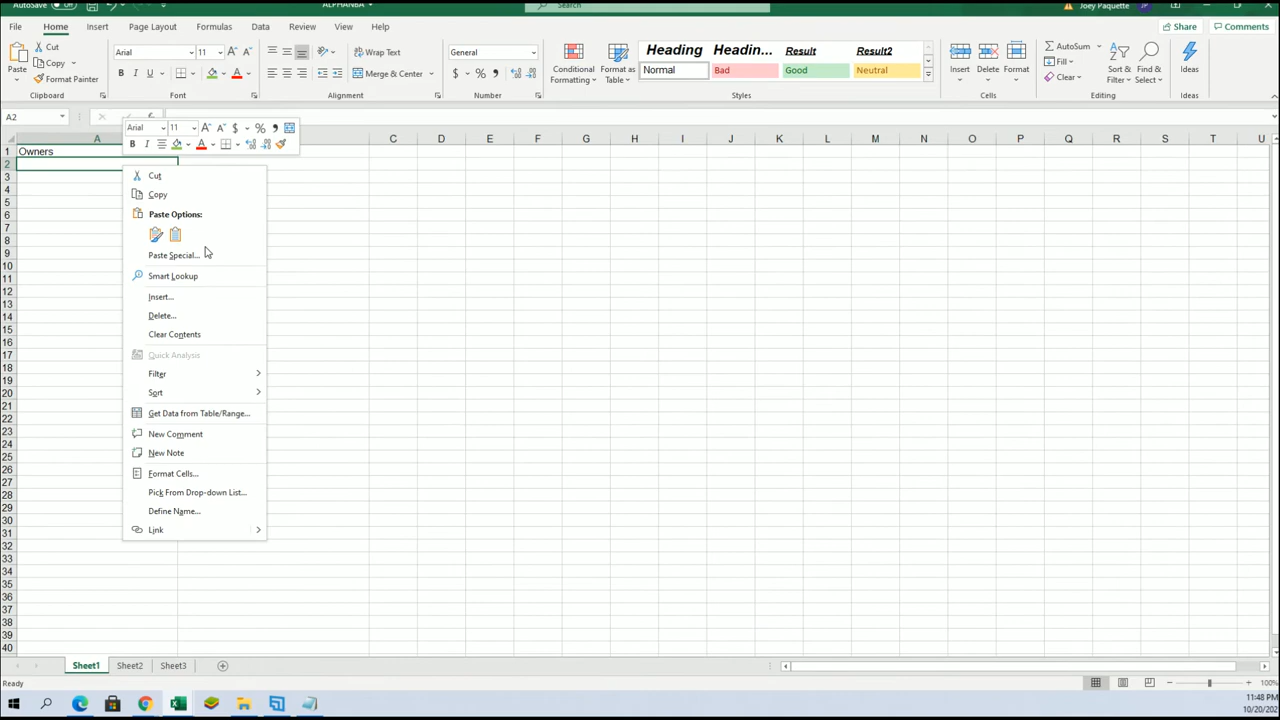 AutoSave Off ALPHANBA Search Joey Paquette
File Home Insert Page Layout Formulas Data Review View Help Share Comments
Cut Arial 11 Wrap Text General Conditional Format as Heading Headin... Result Result2 Insert Delete Format AutoSum Sort & Find & Ideas
Paste Copy Format Painter B I U Merge & Center $ % Formatting Table Normal Bad Good Neutral Fill Clear Filter Select
Clipboard Font Alignment Number Styles Cells Editing Ideas
A2
Arial 11 $ %
B I A
A C D E F G H I J K L M N O P Q R S T U
1 Owners
2
3
4
5
6
7
8
9
10
11
12
13
14
15
16
17
18
19
20
21
22
23
24
25
26
27
28
29
30
31
32
33
34
35
36
37
38
39
40
Cut
Copy
Paste Options:
Paste Special...
Smart Lookup
Insert...
Delete...
Clear Contents
Quick Analysis
Filter
Sort
Get Data from Table/Range...
New Comment
New Note
Format Cells...
Pick From Drop-down List...
Define Name...
Link
Sheet1 Sheet2 Sheet3
Ready 100%
11:48 PM
10/20/202